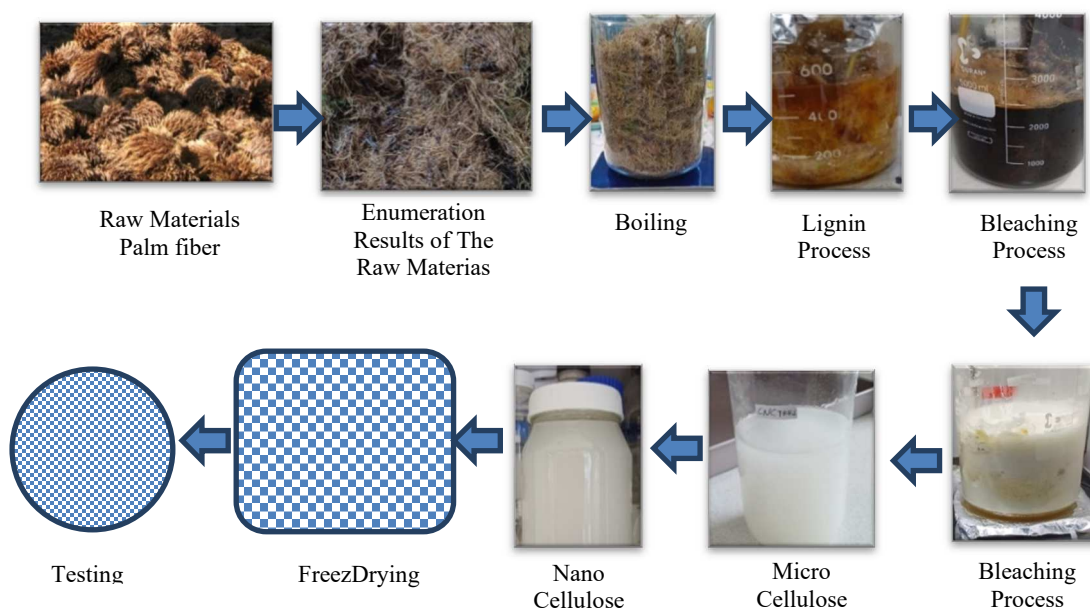 4000
3000
2000
1000
600
400
200
Raw Materials
Palm fiber
Enumeration
Results of The
Raw Materias
Boiling
Lignin
Process
Bleaching
Process
Testing
FreezDrying
Nano
Cellulose
Micro
Cellulose
Bleaching
Process